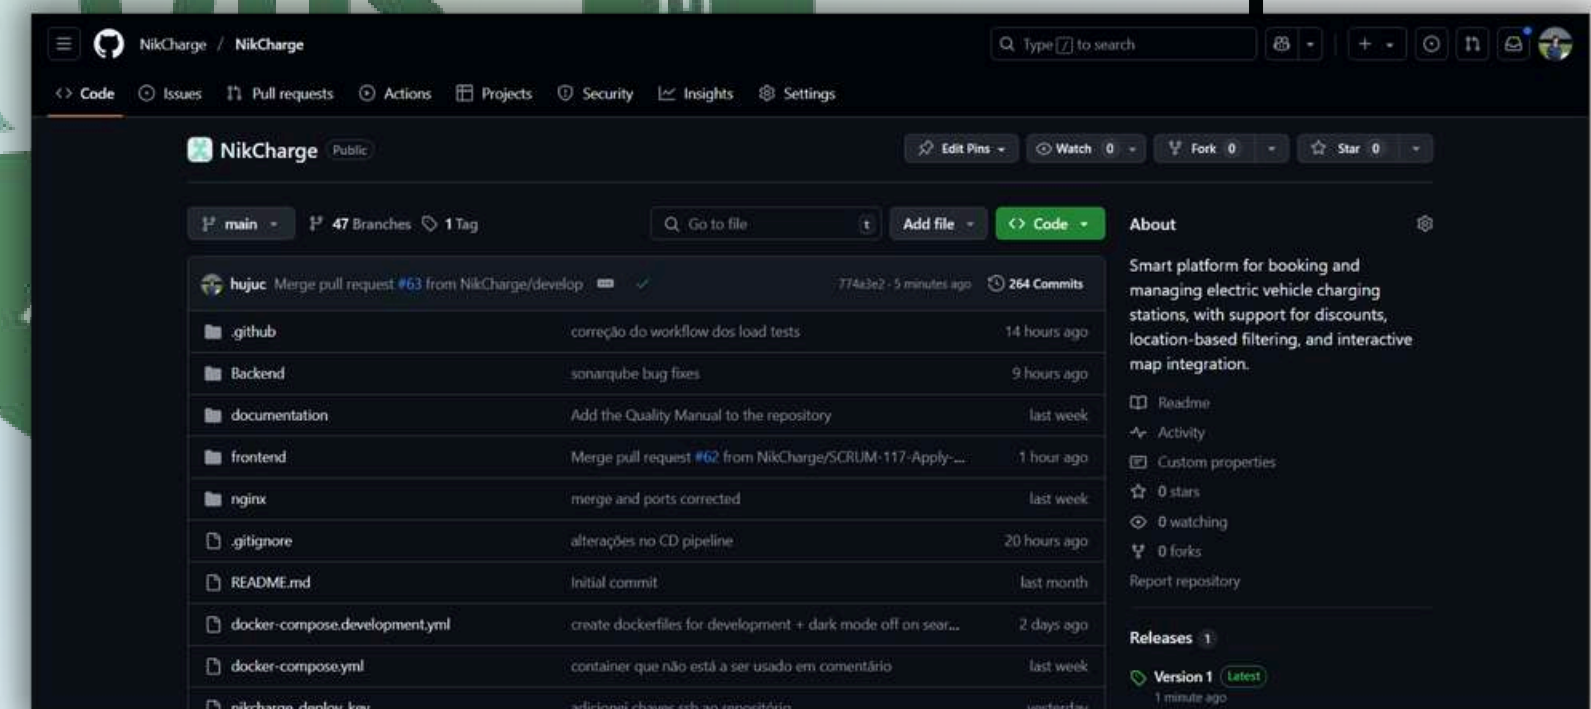 NikCharge / NikCharge
Type / to search
Code Issues Pull requests Actions Projects Security Insights Settings
NikCharge Public
Edit Pins Watch 0 Fork 0 Star 0
main 47 Branches 1 Tag Go to file t Add file Code
hujuc Merge pull request #63 from NikCharge/develop 774a3e2 · 5 minutes ago 264 Commits
.github correção do workflow dos load tests 14 hours ago
Backend sonarqube bug fixes 9 hours ago
documentation Add the Quality Manual to the repository last week
frontend Merge pull request #62 from NikCharge/SCRUM-117-Apply-... 1 hour ago
nginx merge and ports corrected last week
.gitignore alterações no CD pipeline 20 hours ago
README.md Initial commit last month
docker-compose.development.yml create dockerfiles for development + dark mode off on sear... 2 days ago
docker-compose.yml container que não está a ser usado em comentário last week
nikcharge_deploy_key adicionei chaves ssh ao repositório yesterday
About
Smart platform for booking and
managing electric vehicle charging
stations, with support for discounts,
location-based filtering, and interactive
map integration.
Readme
Activity
Custom properties
0 stars
0 watching
0 forks
Report repository
Releases 1
Version 1 Latest
1 minute ago